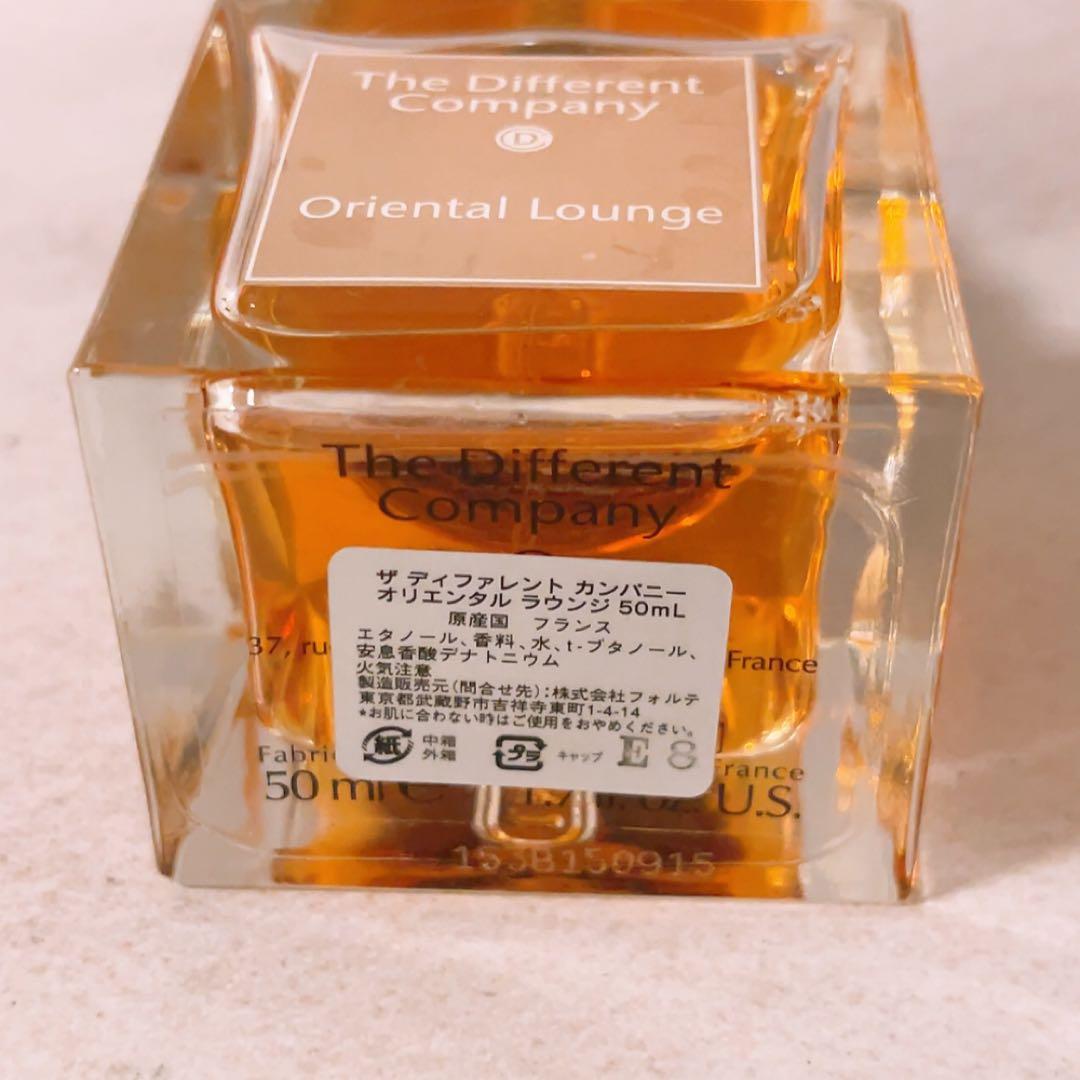 The Different
Company
Oriental Lounge
The Different
Company
ザ ディファレント カンパニー
オリエンタル ラウンジ 50mL
原産国 フランス
エタノール、香料、水、t-ブタノール、
安息香酸デナトニウム
火気注意
製造販売元(問合せ先):株式会社フォルテ
東京都武蔵野市吉祥寺東町1-4-14
*お肌に合わない時はご使用をおやめください。
紙 中箱 外箱 プラ キャップ E 8
37, France
50 ml U.S.
153B150915